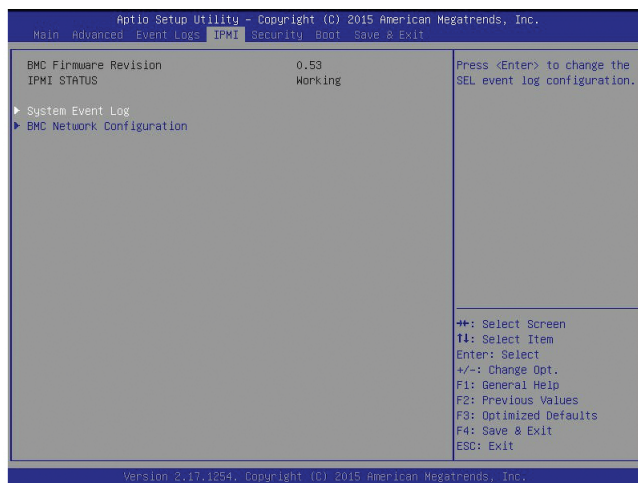 Aptio Setup Utility – Copyright (C) 2015 American Megatrends, Inc.
Main Advanced Event Logs IPMI Security Boot Save & Exit
BMC Firmware Revision 0.53
IPMI STATUS Working
System Event Log
BMC Network Configuration
Press <Enter> to change the
SEL event log configuration.
→←: Select Screen
↑↓: Select Item
Enter: Select
+/-: Change Opt.
F1: General Help
F2: Previous Values
F3: Optimized Defaults
F4: Save & Exit
ESC: Exit
Version 2.17.1254. Copyright (C) 2015 American Megatrends, Inc.